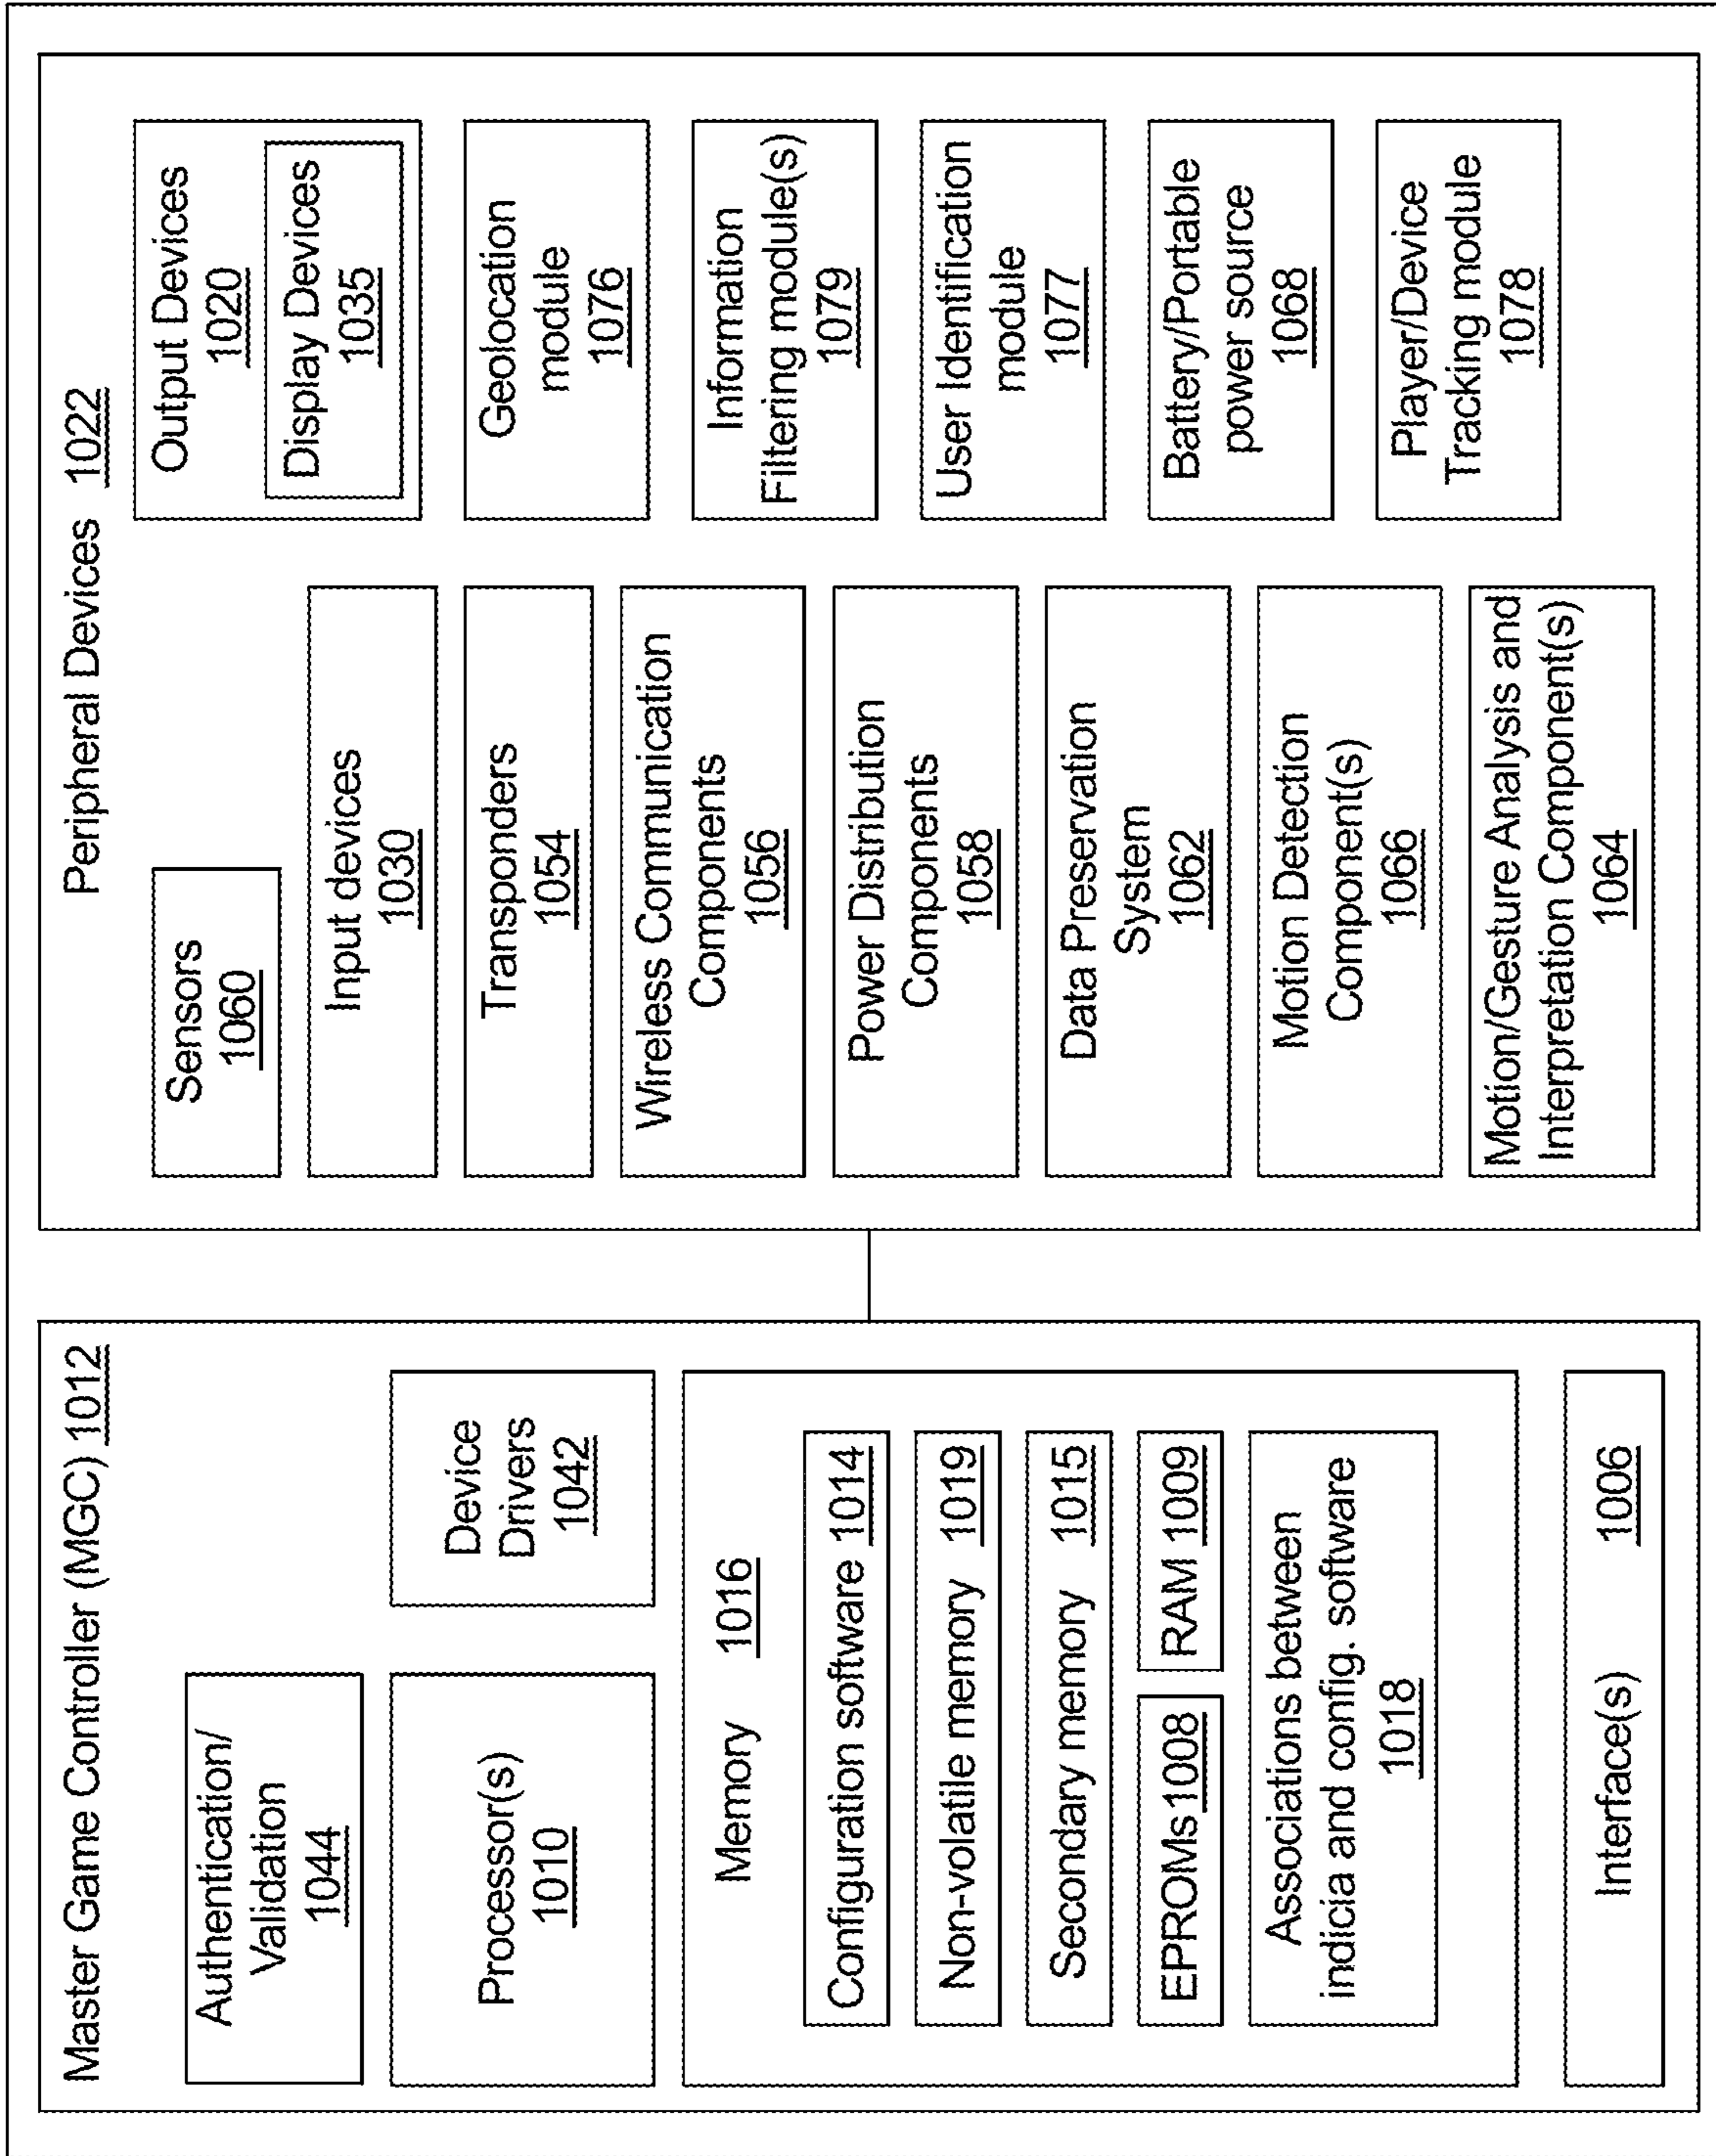 Master Game Controller (MGC) 1012
Authentication/
Validation
1044
Processor(s)
1010
Device
Drivers
1042
Memory 1016
Configuration software 1014
Non-volatile memory 1019
Secondary memory 1015
EPROMs 1008
RAM 1009
Associations between
indicia and config. software
1018
Interface(s) 1006
Peripheral Devices 1022
Sensors
1060
Input devices
1030
Transponders
1054
Wireless Communication
Components
1056
Power Distribution
Components
1058
Data Preservation
System
1062
Motion Detection
Component(s)
1066
Motion/Gesture Analysis and
Interpretation Component(s)
1064
Output Devices
1020
Display Devices
1035
Geolocation
module
1076
Information
Filtering module(s)
1079
User Identification
module
1077
Battery/Portable
power source
1068
Player/Device
Tracking module
1078